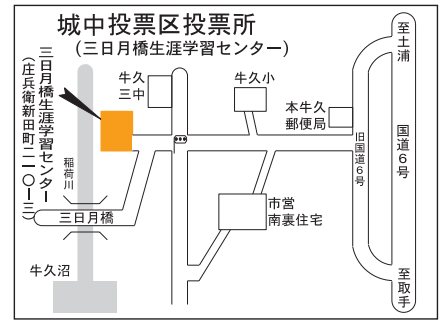 城中投票区投票所
(三日月橋生涯学習センター)
三日月橋生涯学習センター
(庄兵衛新田町二一〇ー三)
牛久
三中
牛久小
本牛久
郵便局
至土浦
国道6号
旧国道6号
稲荷川
三日月橋
市営
南裏住宅
牛久沼
至取手